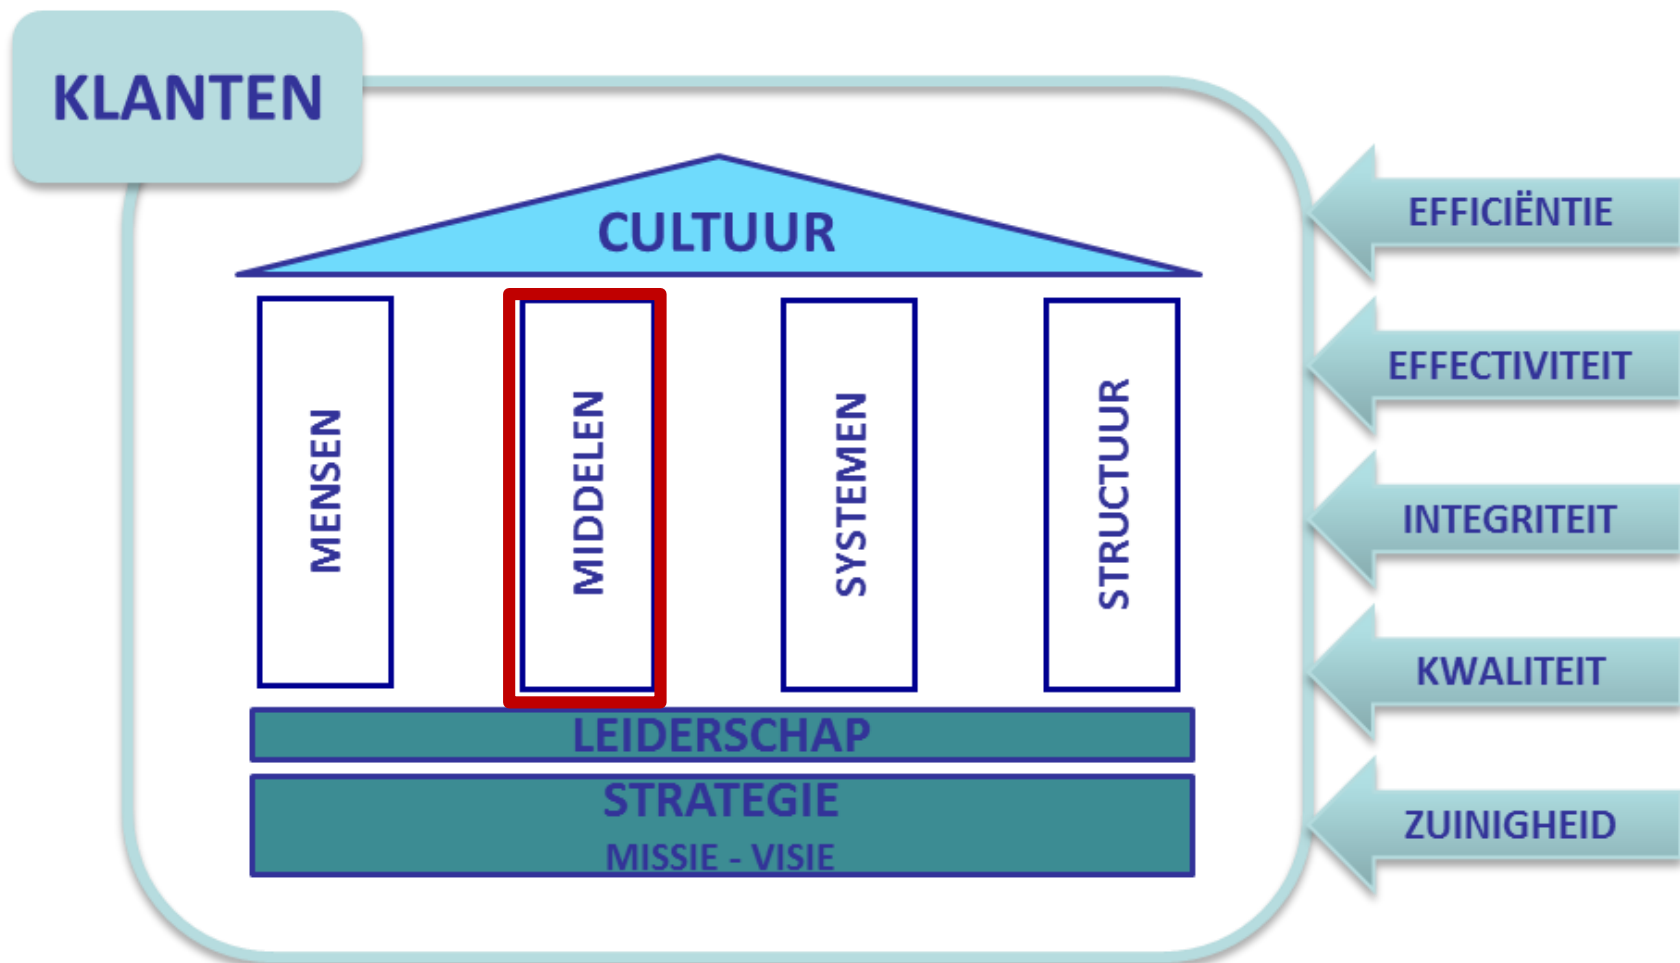 KLANTEN
CULTUUR
MENSEN
MIDDELEN
SYSTEMEN
STRUCTUUR
LEIDERSCHAP
STRATEGIE
MISSIE - VISIE
EFFICIËNTIE
EFFECTIVITEIT
INTEGRITEIT
KWALITEIT
ZUINIGHEID